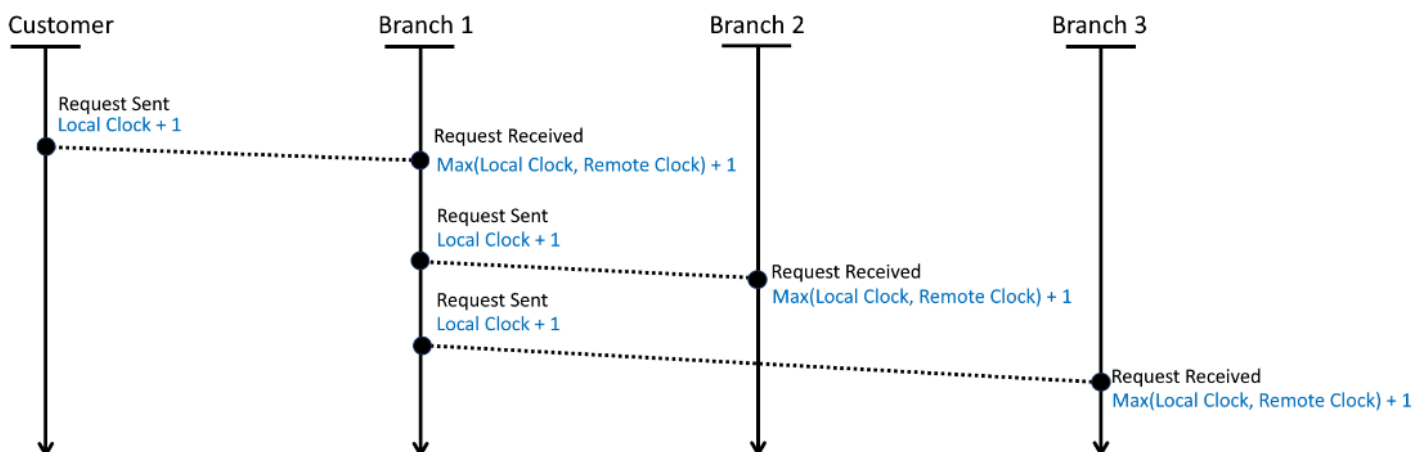 Customer
Branch 1
Branch 2
Branch 3
Request Sent
Local Clock + 1
Request Received
Max(Local Clock, Remote Clock) + 1
Request Sent
Local Clock + 1
Request Received
Max(Local Clock, Remote Clock) + 1
Request Sent
Local Clock + 1
Request Received
Max(Local Clock, Remote Clock) + 1